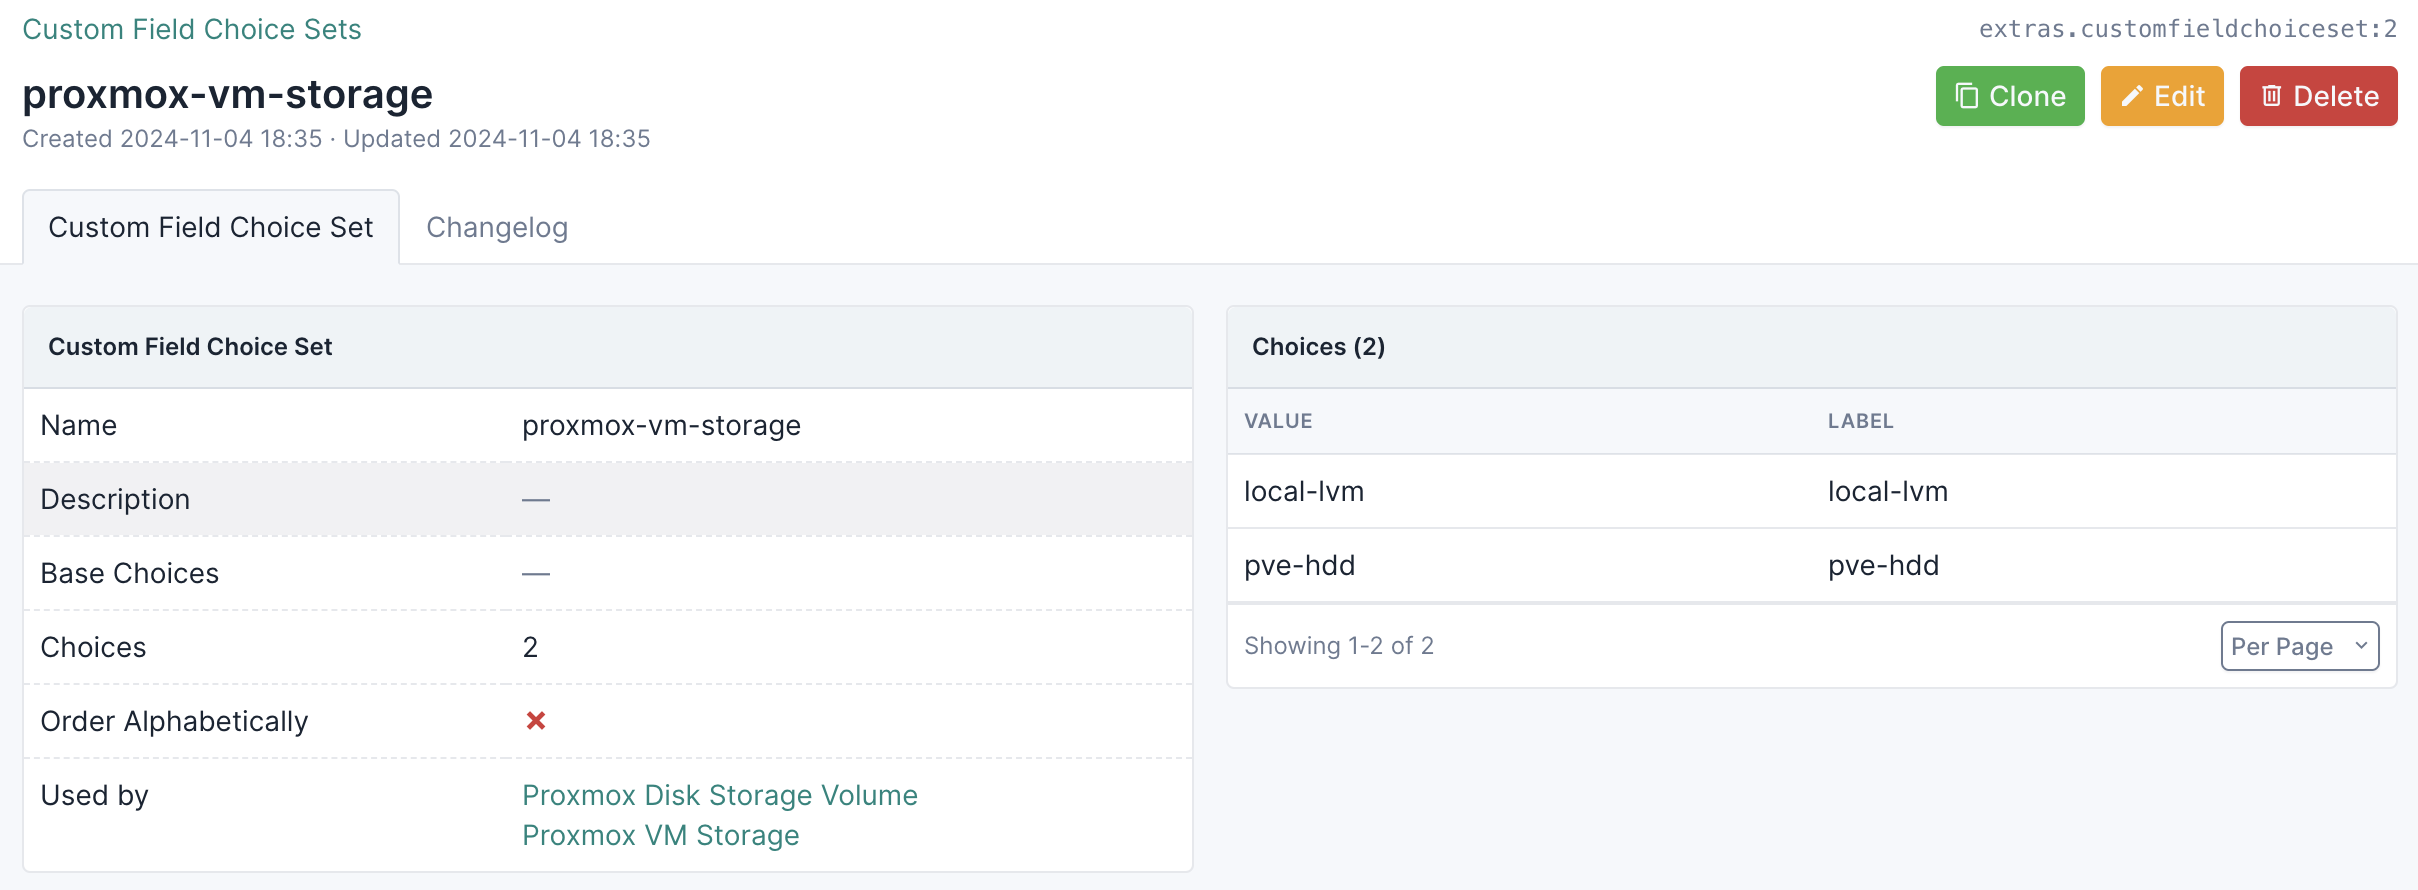 Custom Field Choice Sets
extras.customfieldchoiceset:2
proxmox-vm-storage
Clone
Edit
Delete
Created 2024-11-04 18:35 · Updated 2024-11-04 18:35
Custom Field Choice Set
Changelog
Custom Field Choice Set
Name proxmox-vm-storage
Description —
Base Choices —
Choices 2
Order Alphabetically
Used by Proxmox Disk Storage Volume
Proxmox VM Storage
Choices (2)
VALUE LABEL
local-lvm local-lvm
pve-hdd pve-hdd
Showing 1-2 of 2
Per Page